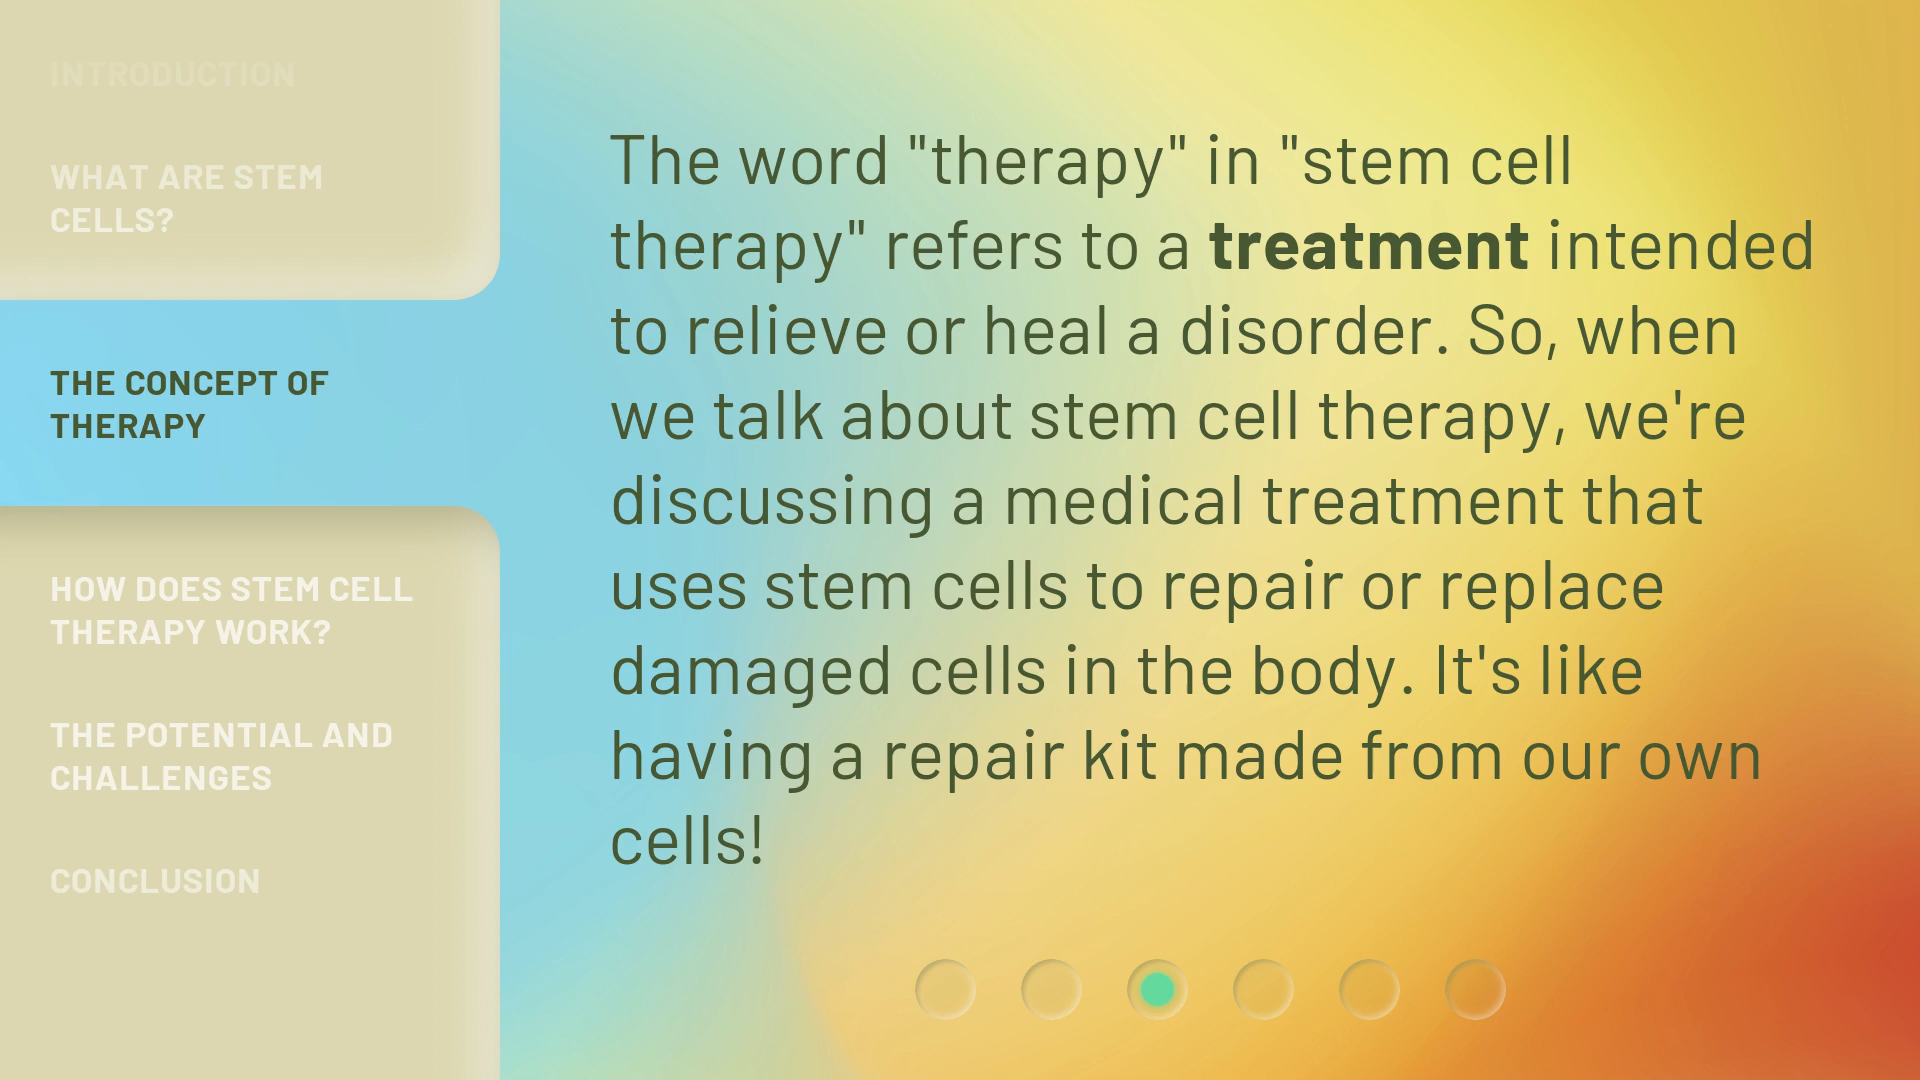 INTRODUCTION
WHAT ARE STEM
CELLS?
THE CONCEPT OF
THERAPY
HOW DOES STEM CELL
THERAPY WORK?
THE POTENTIAL AND
CHALLENGES
CONCLUSION
The word "therapy" in "stem cell
therapy" refers to a treatment intended
to relieve or heal a disorder. So, when
we talk about stem cell therapy, we're
discussing a medical treatment that
uses stem cells to repair or replace
damaged cells in the body. It's like
having a repair kit made from our own
cells!